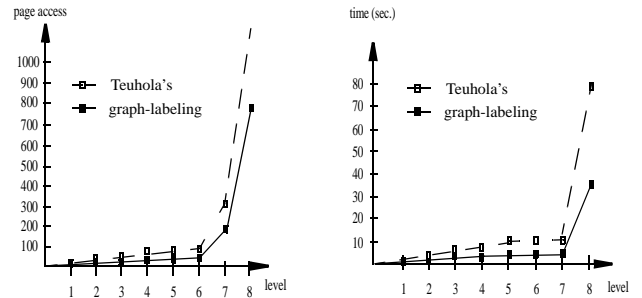 page access
1000
900
800
700
600
500
400
300
200
100
Teuhola's
graph-labeling
1 2 3 4 5 6 7 8
level
time (sec.)
80
70
60
50
40
30
20
10
Teuhola's
graph-labeling
1 2 3 4 5 6 7 8
level